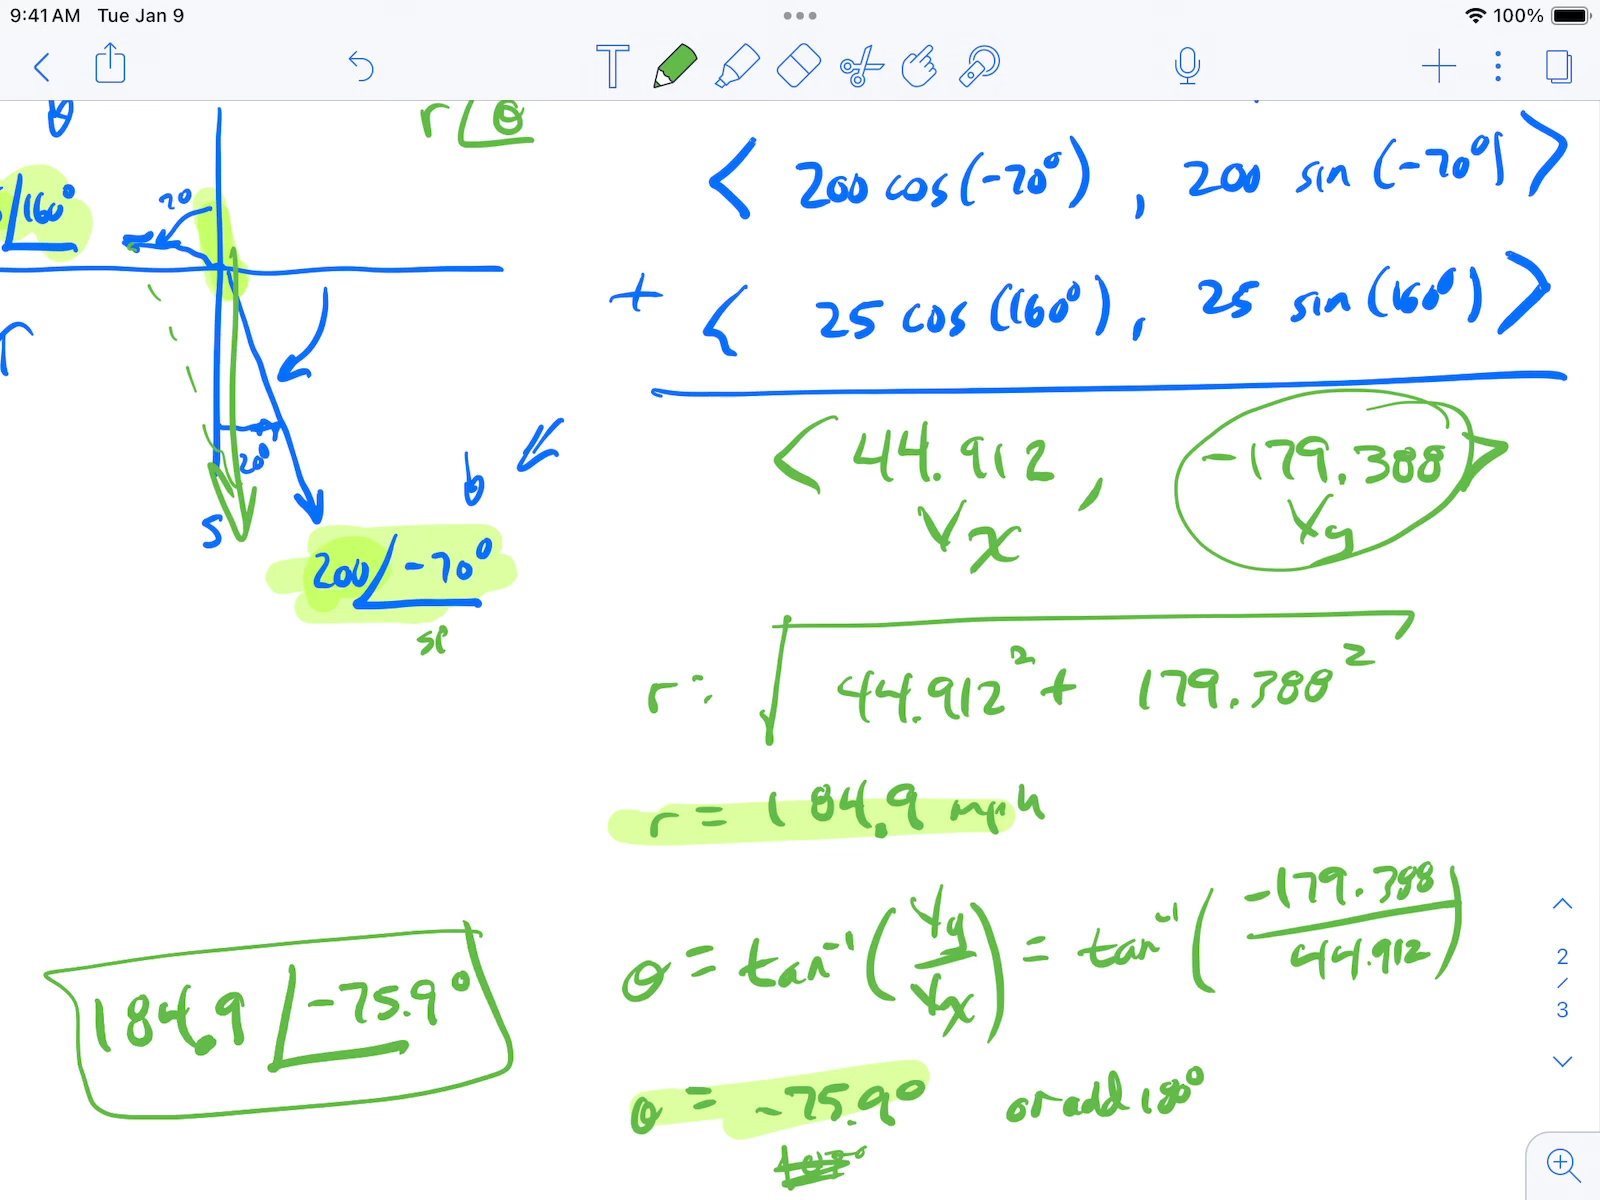 9:41 AM Tue Jan 9
100%
θ
r∠θ
∠160°
20
⟨ 200 cos(-70°) , 200 sin (-70°) ⟩
+ ⟨ 25 cos (160°) , 25 sin (160°) ⟩
r
20°
S
b
200 ∠-70°
⟨ 44.912 , -179.388 ⟩
Vx Vy
r = √44.912² + 179.388²
r = 184.9 mph
θ = tan⁻¹ (Vy/Vx) = tan⁻¹ (-179.388/44.912)
184.9 ∠-75.9°
θ = -75.9° or add 180°
2
/
3